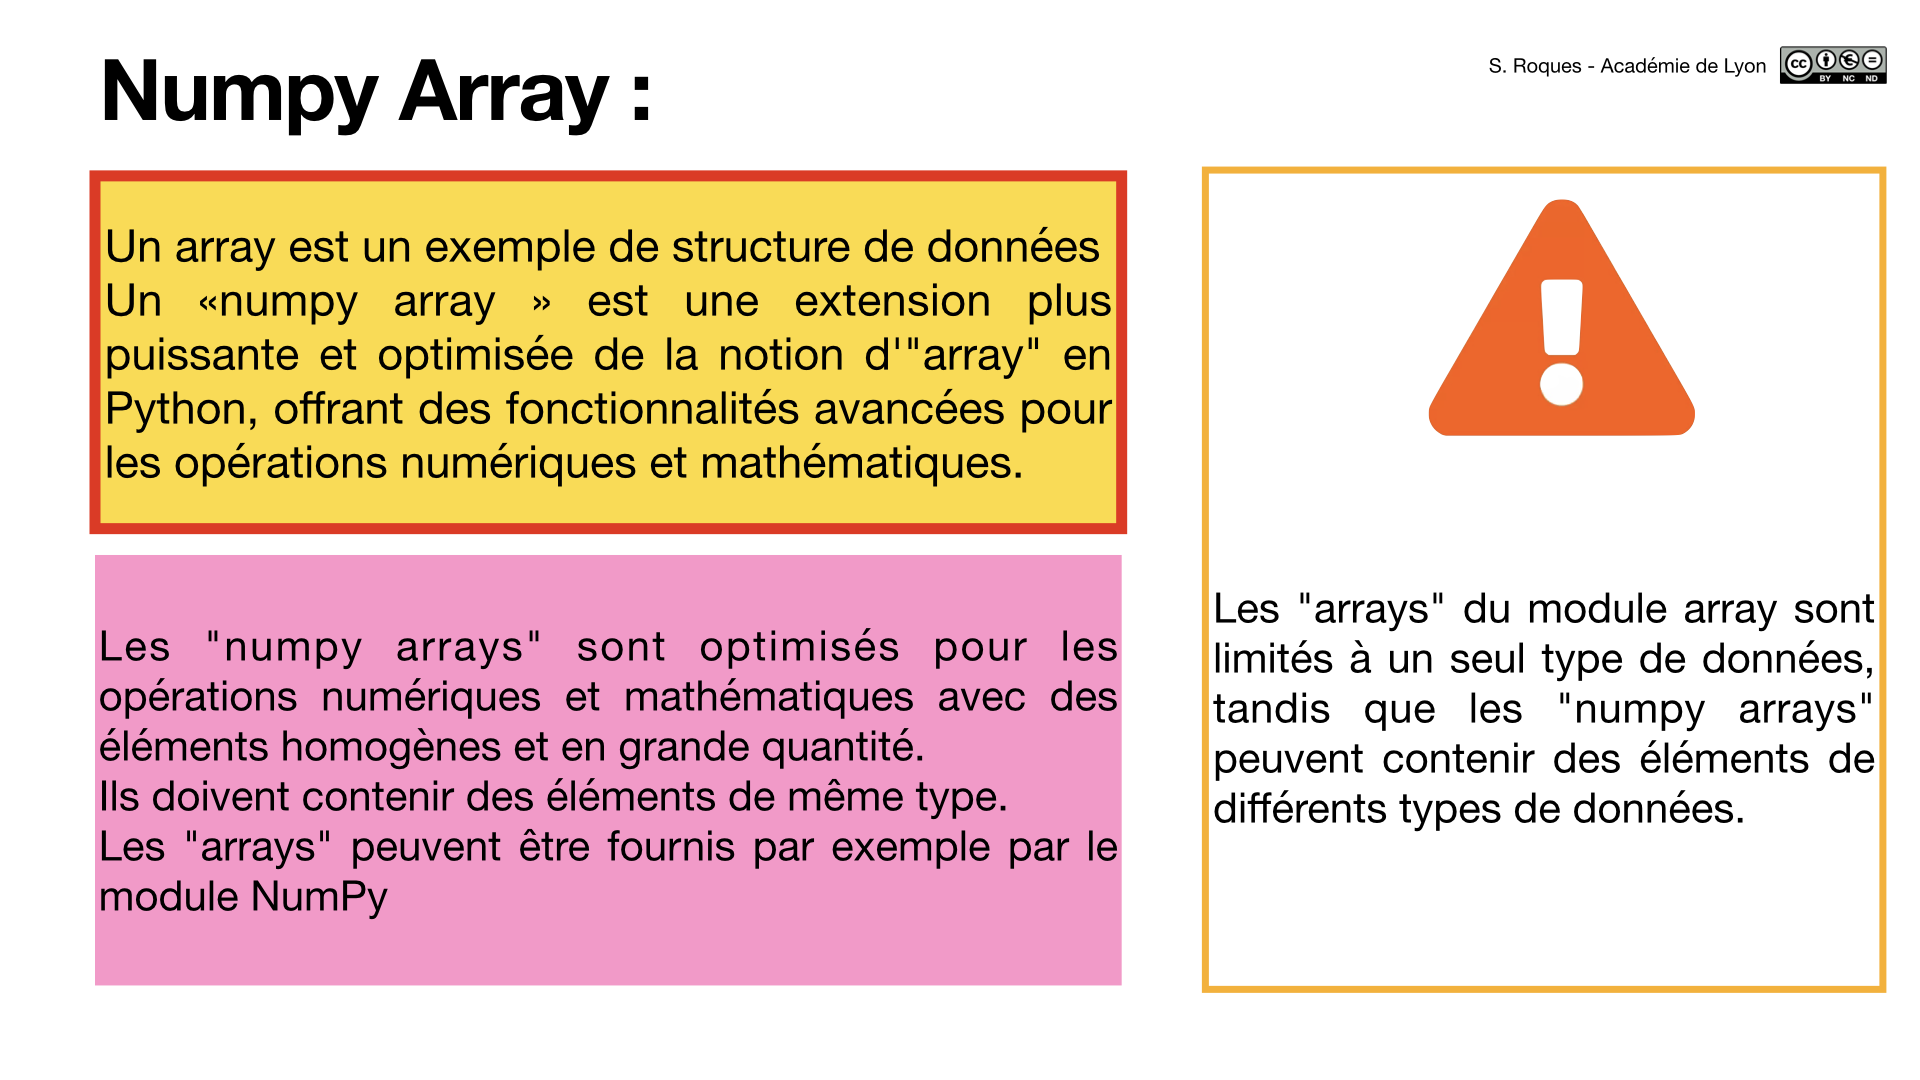 Numpy Array :
S. Roques - Académie de Lyon
cc
BY NC ND
Un array est un exemple de structure de données
Un «numpy array » est une extension plus
puissante et optimisée de la notion d'"array" en
Python, offrant des fonctionnalités avancées pour
les opérations numériques et mathématiques.
Les "numpy arrays" sont optimisés pour les
opérations numériques et mathématiques avec des
éléments homogènes et en grande quantité.
Ils doivent contenir des éléments de même type.
Les "arrays" peuvent être fournis par exemple par le
module NumPy
Les "arrays" du module array sont
limités à un seul type de données,
tandis que les "numpy arrays"
peuvent contenir des éléments de
différents types de données.